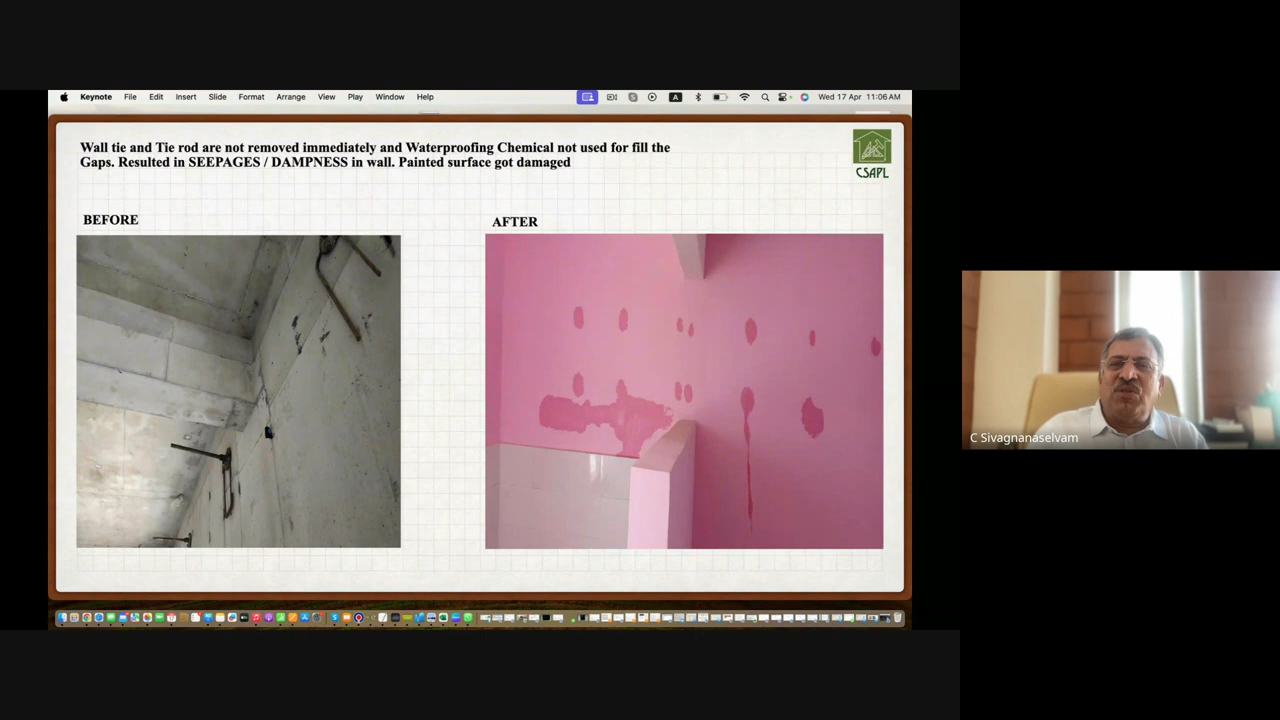 Keynote File Edit Insert Slide Format Arrange View Play Window Help
A
Wed 17 Apr 11:06 AM
Wall tie and Tie rod are not removed immediately and Waterproofing Chemical not used for fill the
Gaps. Resulted in SEEPAGES / DAMPNESS in wall. Painted surface got damaged
CSAPL
BEFORE
AFTER
C Sivagnanaselvam